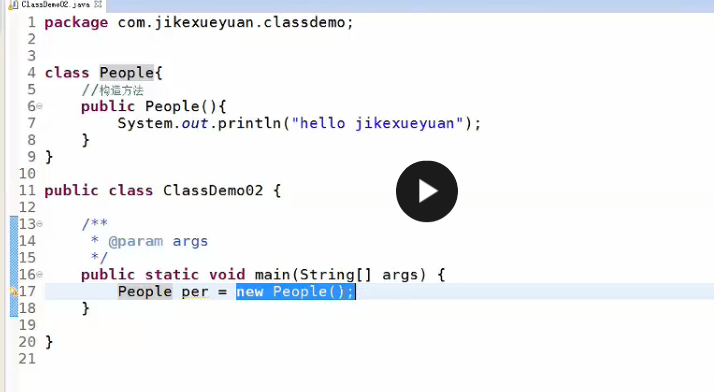 ClassDemo02.java
1 package com.jikexueyuan.classdemo;
2
3
4 class People{
5 //构造方法
6 public People(){
7 System.out.println("hello jikexueyuan");
8 }
9 }
10
11 public class ClassDemo02 {
12
13 /**
14 * @param args
15 */
16 public static void main(String[] args) {
17 People per = new People();
18 }
19
20 }
21